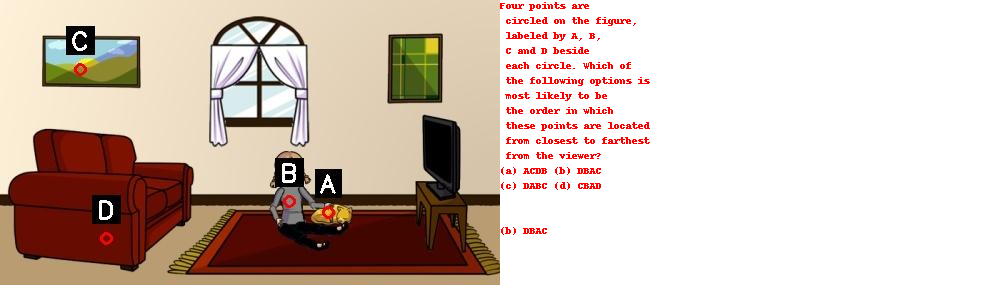 C
B
A
D
Four points are
circled on the figure,
labeled by A, B,
C and D beside
each circle. Which of
the following options is
most likely to be
the order in which
these points are located
from closest to farthest
from the viewer?
(a) ACDB (b) DBAC
(c) DABC (d) CBAD
(b) DBAC